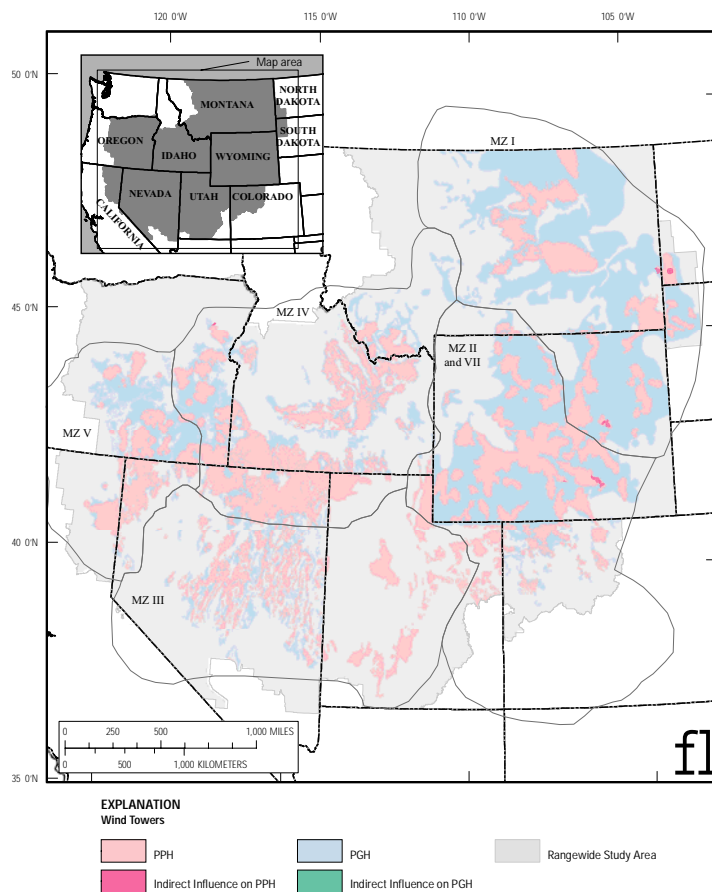 120 0'W 115 0'W 110 0'W 105 0'W
50 0'N
Map area
NORTH
DAKOTA
MONTANA
SOUTH
DAKOTA
OREGON
IDAHO
WYOMING
NEVADA
UTAH
COLORADO
CALIFORNIA
MZ I
45 0'N
MZ IV
MZ II
and VII
MZ V
40 0'N
MZ III
0 250 500 1,000 MILES
0 500 1,000 KILOMETERS
fl
35 0'N
EXPLANATION
Wind Towers
PPH PGH Rangewide Study Area
Indirect Influence on PPH Indirect Influence on PGH